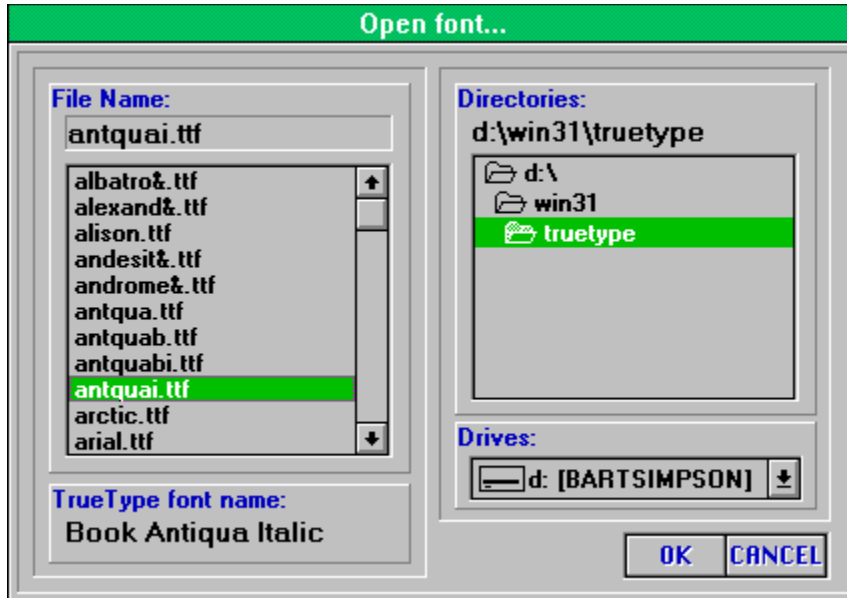 Open font...
File Name:
antquai.ttf
albatro&.ttf
alexand&.ttf
alison.ttf
andesit&.ttf
androme&.ttf
antqua.ttf
antquab.ttf
antquabi.ttf
antquai.ttf
arctic.ttf
arial.ttf
TrueType font name:
Book Antiqua Italic
Directories:
d:\win31\truetype
d:\
win31
truetype
Drives:
d: [BARTSIMPSON]
OK
CANCEL